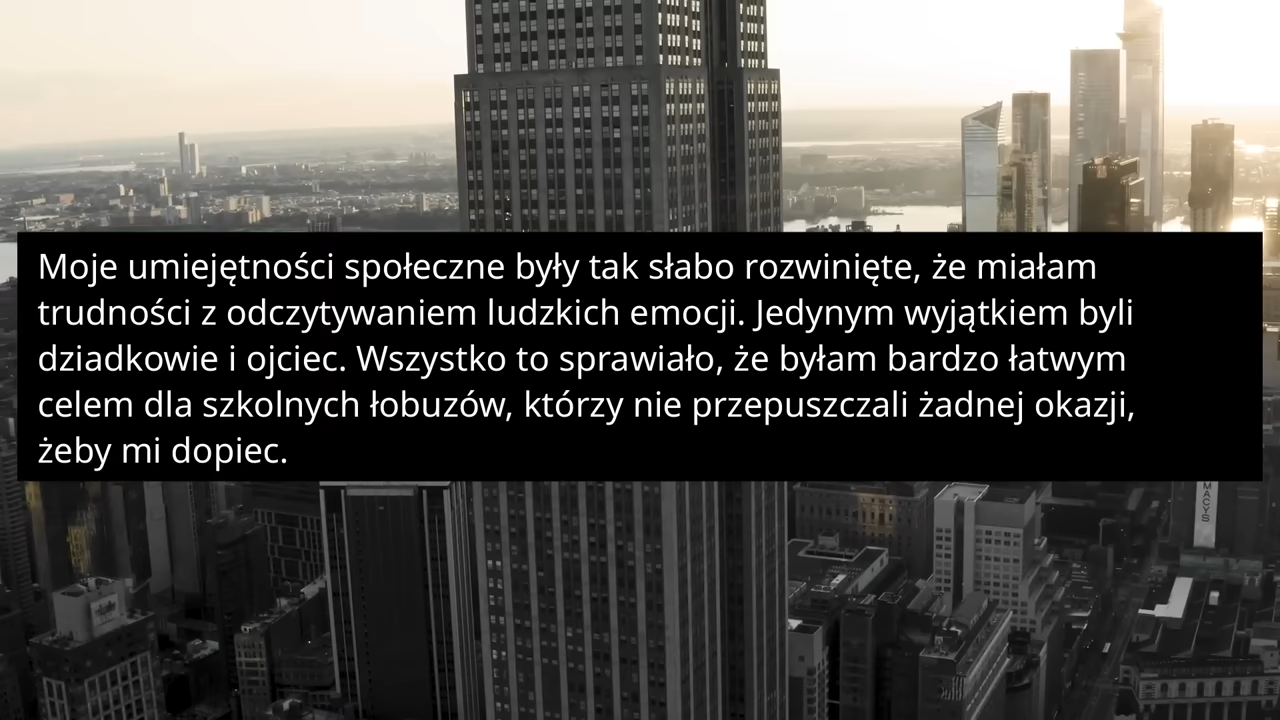 Moje umiejętności społeczne były tak słabo rozwinięte, że miałam
trudności z odczytywaniem ludzkich emocji. Jedynym wyjątkiem byli
dziadkowie i ojciec. Wszystko to sprawiało, że byłam bardzo łatwym
celem dla szkolnych łobuzów, którzy nie przepuszczali żadnej okazji,
żeby mi dopiec.
MACYS